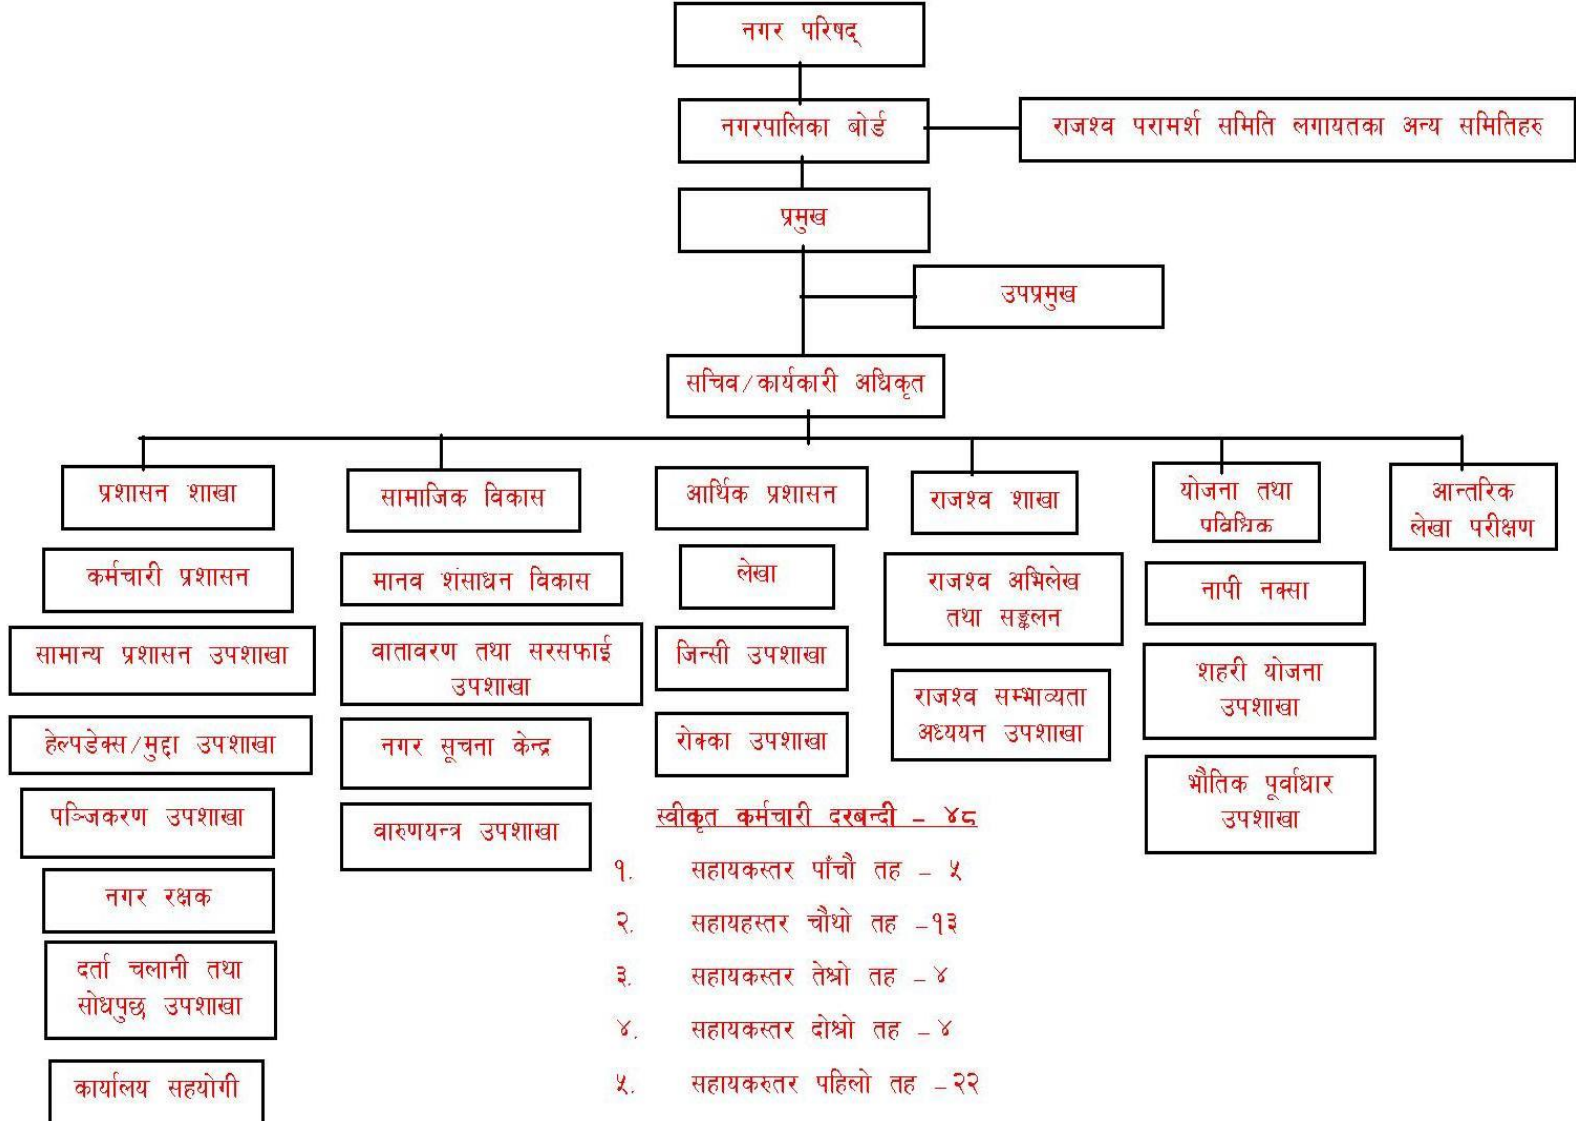 नगर परिषद्
नगरपालिका बोर्ड
राजश्व परामर्श समिति लगायतका अन्य समितिहरु
प्रमुख
उपप्रमुख
सचिव/कार्यकारी अधिकृत
प्रशासन शाखा
कर्मचारी प्रशासन
सामान्य प्रशासन उपशाखा
हेल्पडेक्स/मुद्दा उपशाखा
पञ्जिकरण उपशाखा
नगर रक्षक
दर्ता चलानी तथा
सोधपुछ उपशाखा
कार्यालय सहयोगी
सामाजिक विकास
मानव शंसाधन विकास
वातावरण तथा सरसफाई
उपशाखा
नगर सूचना केन्द्र
वारुणयन्त्र उपशाखा
आर्थिक प्रशासन
लेखा
जिन्सी उपशाखा
रोक्का उपशाखा
राजश्व शाखा
राजश्व अभिलेख
तथा सङ्कलन
राजश्व सम्भाव्यता
अध्ययन उपशाखा
योजना तथा
प्रविधिक
नापी नक्सा
शहरी योजना
उपशाखा
भौतिक पूर्वाधार
उपशाखा
आन्तरिक
लेखा परीक्षण
स्वीकृत कर्मचारी दरबन्दी – ४८
१. सहायकस्तर पाँचौ तह – ५
२. सहायहस्तर चौथो तह –१३
३. सहायकस्तर तेश्रो तह – ४
४. सहायकस्तर दोश्रो तह – ४
५. सहायकरुतर पहिलो तह – २२